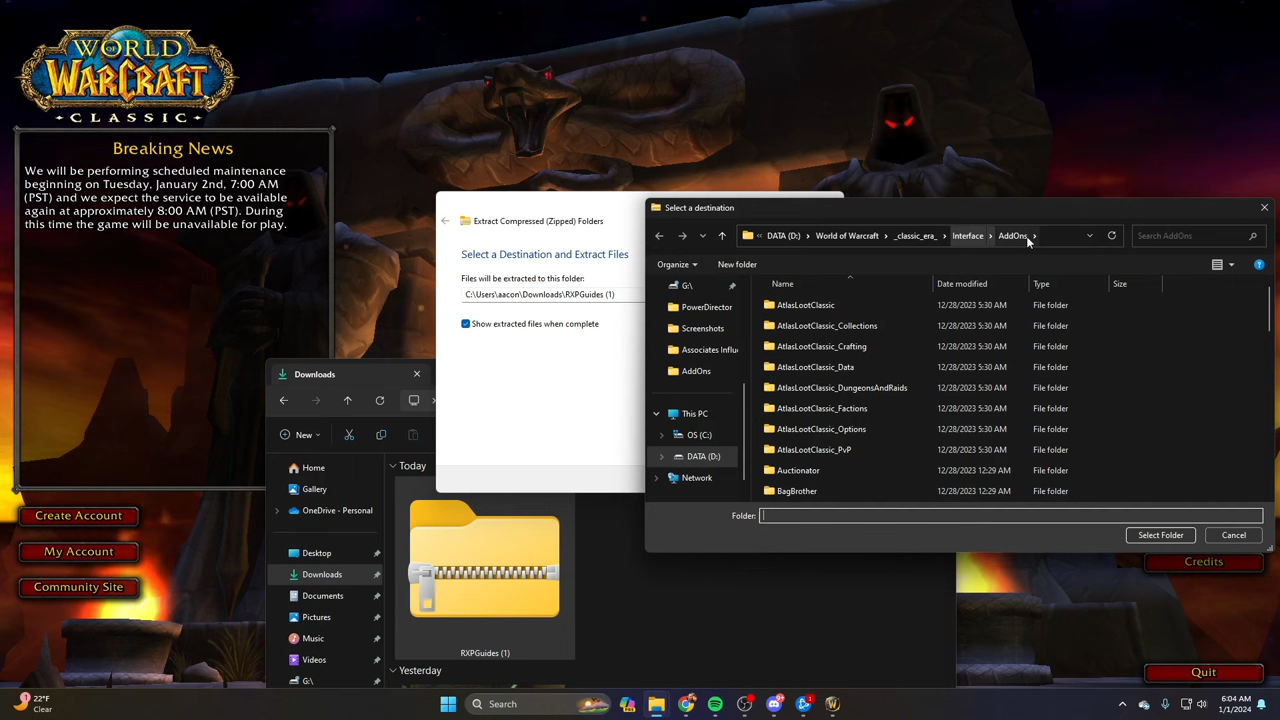 WORLD
OF
WARCRAFT
CLASSIC
Breaking News
We will be performing scheduled maintenance
beginning on Tuesday, January 2nd, 7:00 AM
(PST) and we expect the service to be available
again at approximately 8:00 AM (PST). During
this time the game will be unavailable for play.
Create Account
My Account
Community Site
Credits
Quit
Downloads
New
Home
Gallery
OneDrive - Personal
Desktop
Downloads
Documents
Pictures
Music
Videos
G:\
Today
RXPGuides (1)
Yesterday
Extract Compressed (Zipped) Folders
Select a Destination and Extract Files
Files will be extracted to this folder:
C:\Users\aacon\Downloads\RXPGuides (1)
Show extracted files when complete
Select a destination
« DATA (D:) › World of Warcraft › _classic_era_ › Interface › AddOns ›
Search AddOns
Organize
New folder
G:\
PowerDirector
Screenshots
Associates Influ
AddOns
This PC
OS (C:)
DATA (D:)
Network
Name Date modified Type Size
AtlasLootClassic 12/28/2023 5:30 AM File folder
AtlasLootClassic_Collections 12/28/2023 5:30 AM File folder
AtlasLootClassic_Crafting 12/28/2023 5:30 AM File folder
AtlasLootClassic_Data 12/28/2023 5:30 AM File folder
AtlasLootClassic_DungeonsAndRaids 12/28/2023 5:30 AM File folder
AtlasLootClassic_Factions 12/28/2023 5:30 AM File folder
AtlasLootClassic_Options 12/28/2023 5:30 AM File folder
AtlasLootClassic_PvP 12/28/2023 5:30 AM File folder
Auctionator 12/28/2023 12:29 AM File folder
BagBrother 12/28/2023 12:29 AM File folder
Folder:
Select Folder
Cancel
22°F
Clear
Search
6:04 AM
1/1/2024